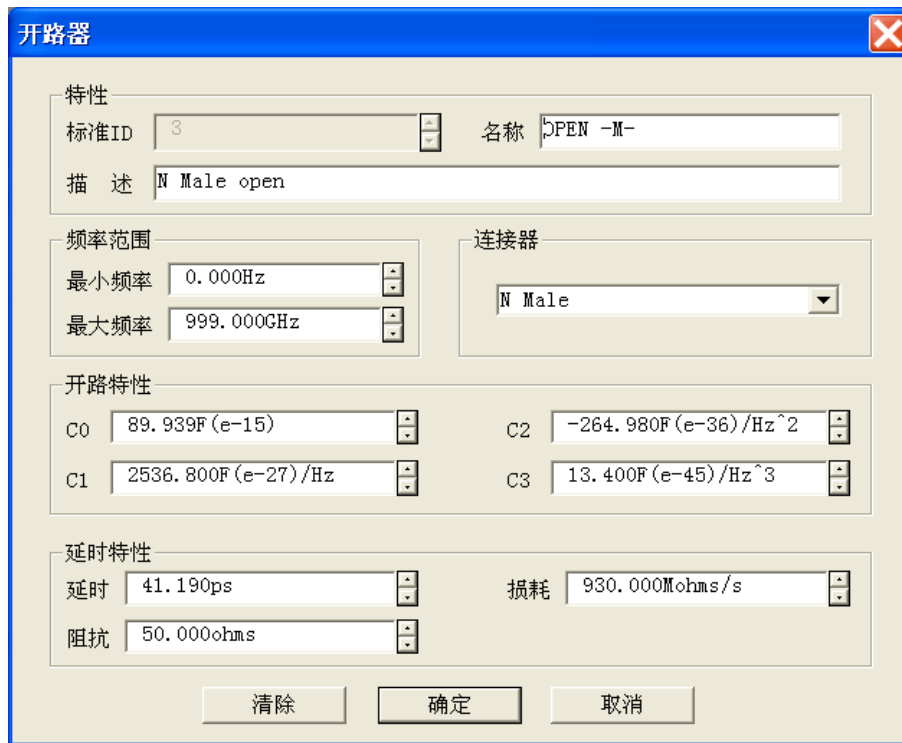 开路器
特性
标准ID 3 名称 OPEN -M-
描 述 N Male open
频率范围 连接器
最小频率 0.000Hz
N Male
最大频率 999.000GHz
开路特性
C0 89.939F(e-15) C2 -264.980F(e-36)/Hz^2
C1 2536.800F(e-27)/Hz C3 13.400F(e-45)/Hz^3
延时特性
延时 41.190ps 损耗 930.000Mohms/s
阻抗 50.000ohms
清除 确定 取消